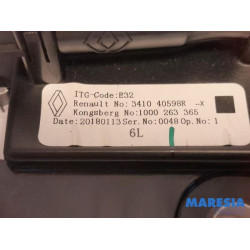 ITG-Code:E32
Renault No:3410 40598R -X
Kongsberg No:1000 263 365
Date:20180113 Ser.No:0048 Op.No:1
6L
MARESIA